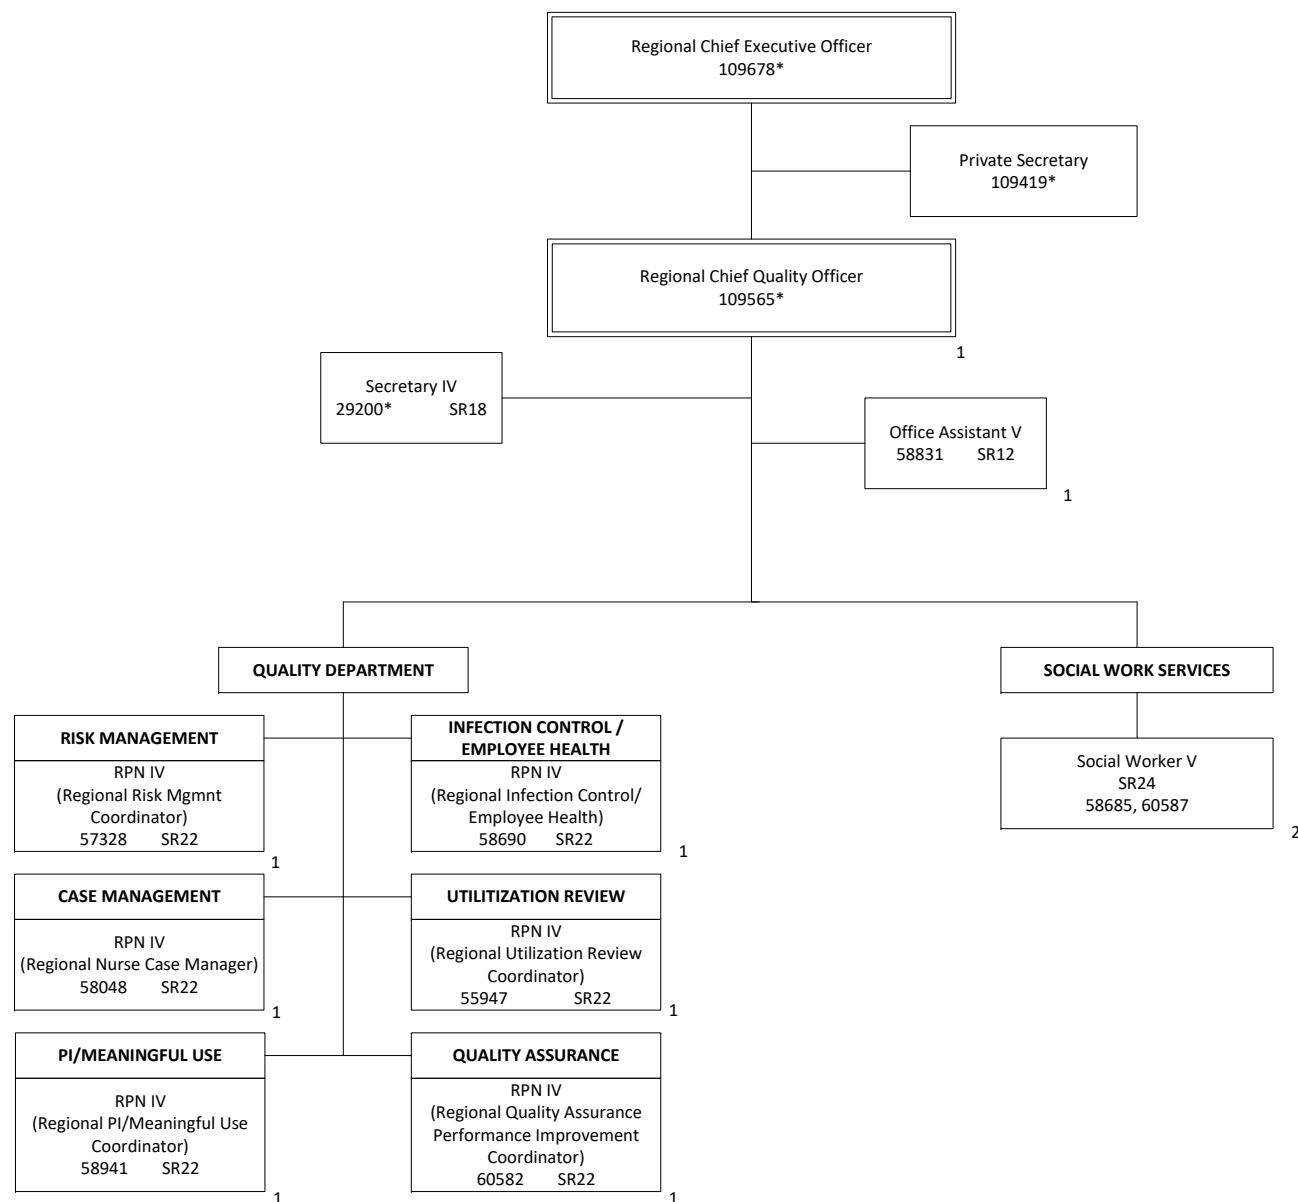 Regional Chief Executive Officer
109678*
Private Secretary
109419*
Regional Chief Quality Officer
109565*
1
Secretary IV
29200* SR18
Office Assistant V
58831 SR12
1
QUALITY DEPARTMENT
SOCIAL WORK SERVICES
RISK MANAGEMENT
RPN IV
(Regional Risk Mgmnt
Coordinator)
57328 SR22
1
INFECTION CONTROL /
EMPLOYEE HEALTH
RPN IV
(Regional Infection Control/
Employee Health)
58690 SR22
1
Social Worker V
SR24
58685, 60587
2
CASE MANAGEMENT
RPN IV
(Regional Nurse Case Manager)
58048 SR22
1
UTILITIZATION REVIEW
RPN IV
(Regional Utilization Review
Coordinator)
55947 SR22
1
PI/MEANINGFUL USE
RPN IV
(Regional PI/Meaningful Use
Coordinator)
58941 SR22
1
QUALITY ASSURANCE
RPN IV
(Regional Quality Assurance
Performance Improvement
Coordinator)
60582 SR22
1